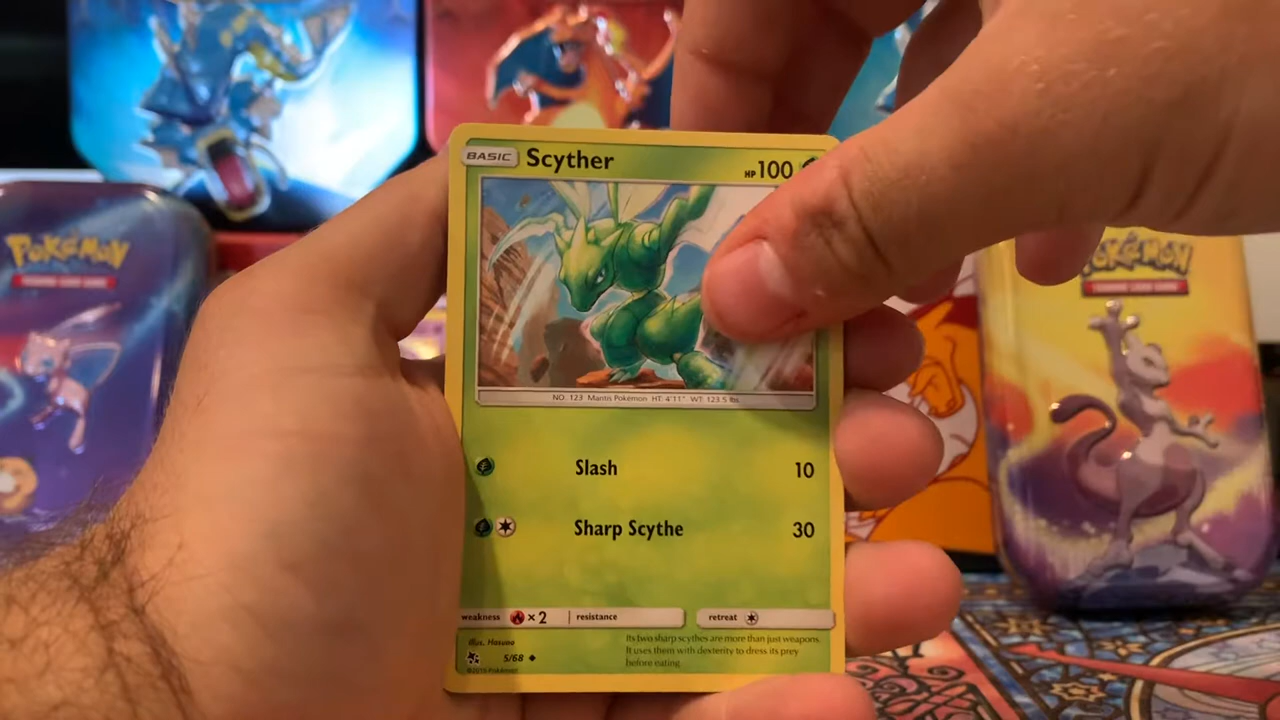 BASIC Scyther HP 100
NO. 123 Mantis Pokémon HT: 4'11" WT: 123.5 lbs
Slash 10
Sharp Scythe 30
weakness × 2 resistance retreat
Illus. Hasuno
Its two sharp scythes are more than just weapons.
It uses them with dexterity to dress its prey
before eating.
5/68
©2019 Pokémon
POKéMON
TRADING CARD GAME
POKéMON
TRADING CARD GAME